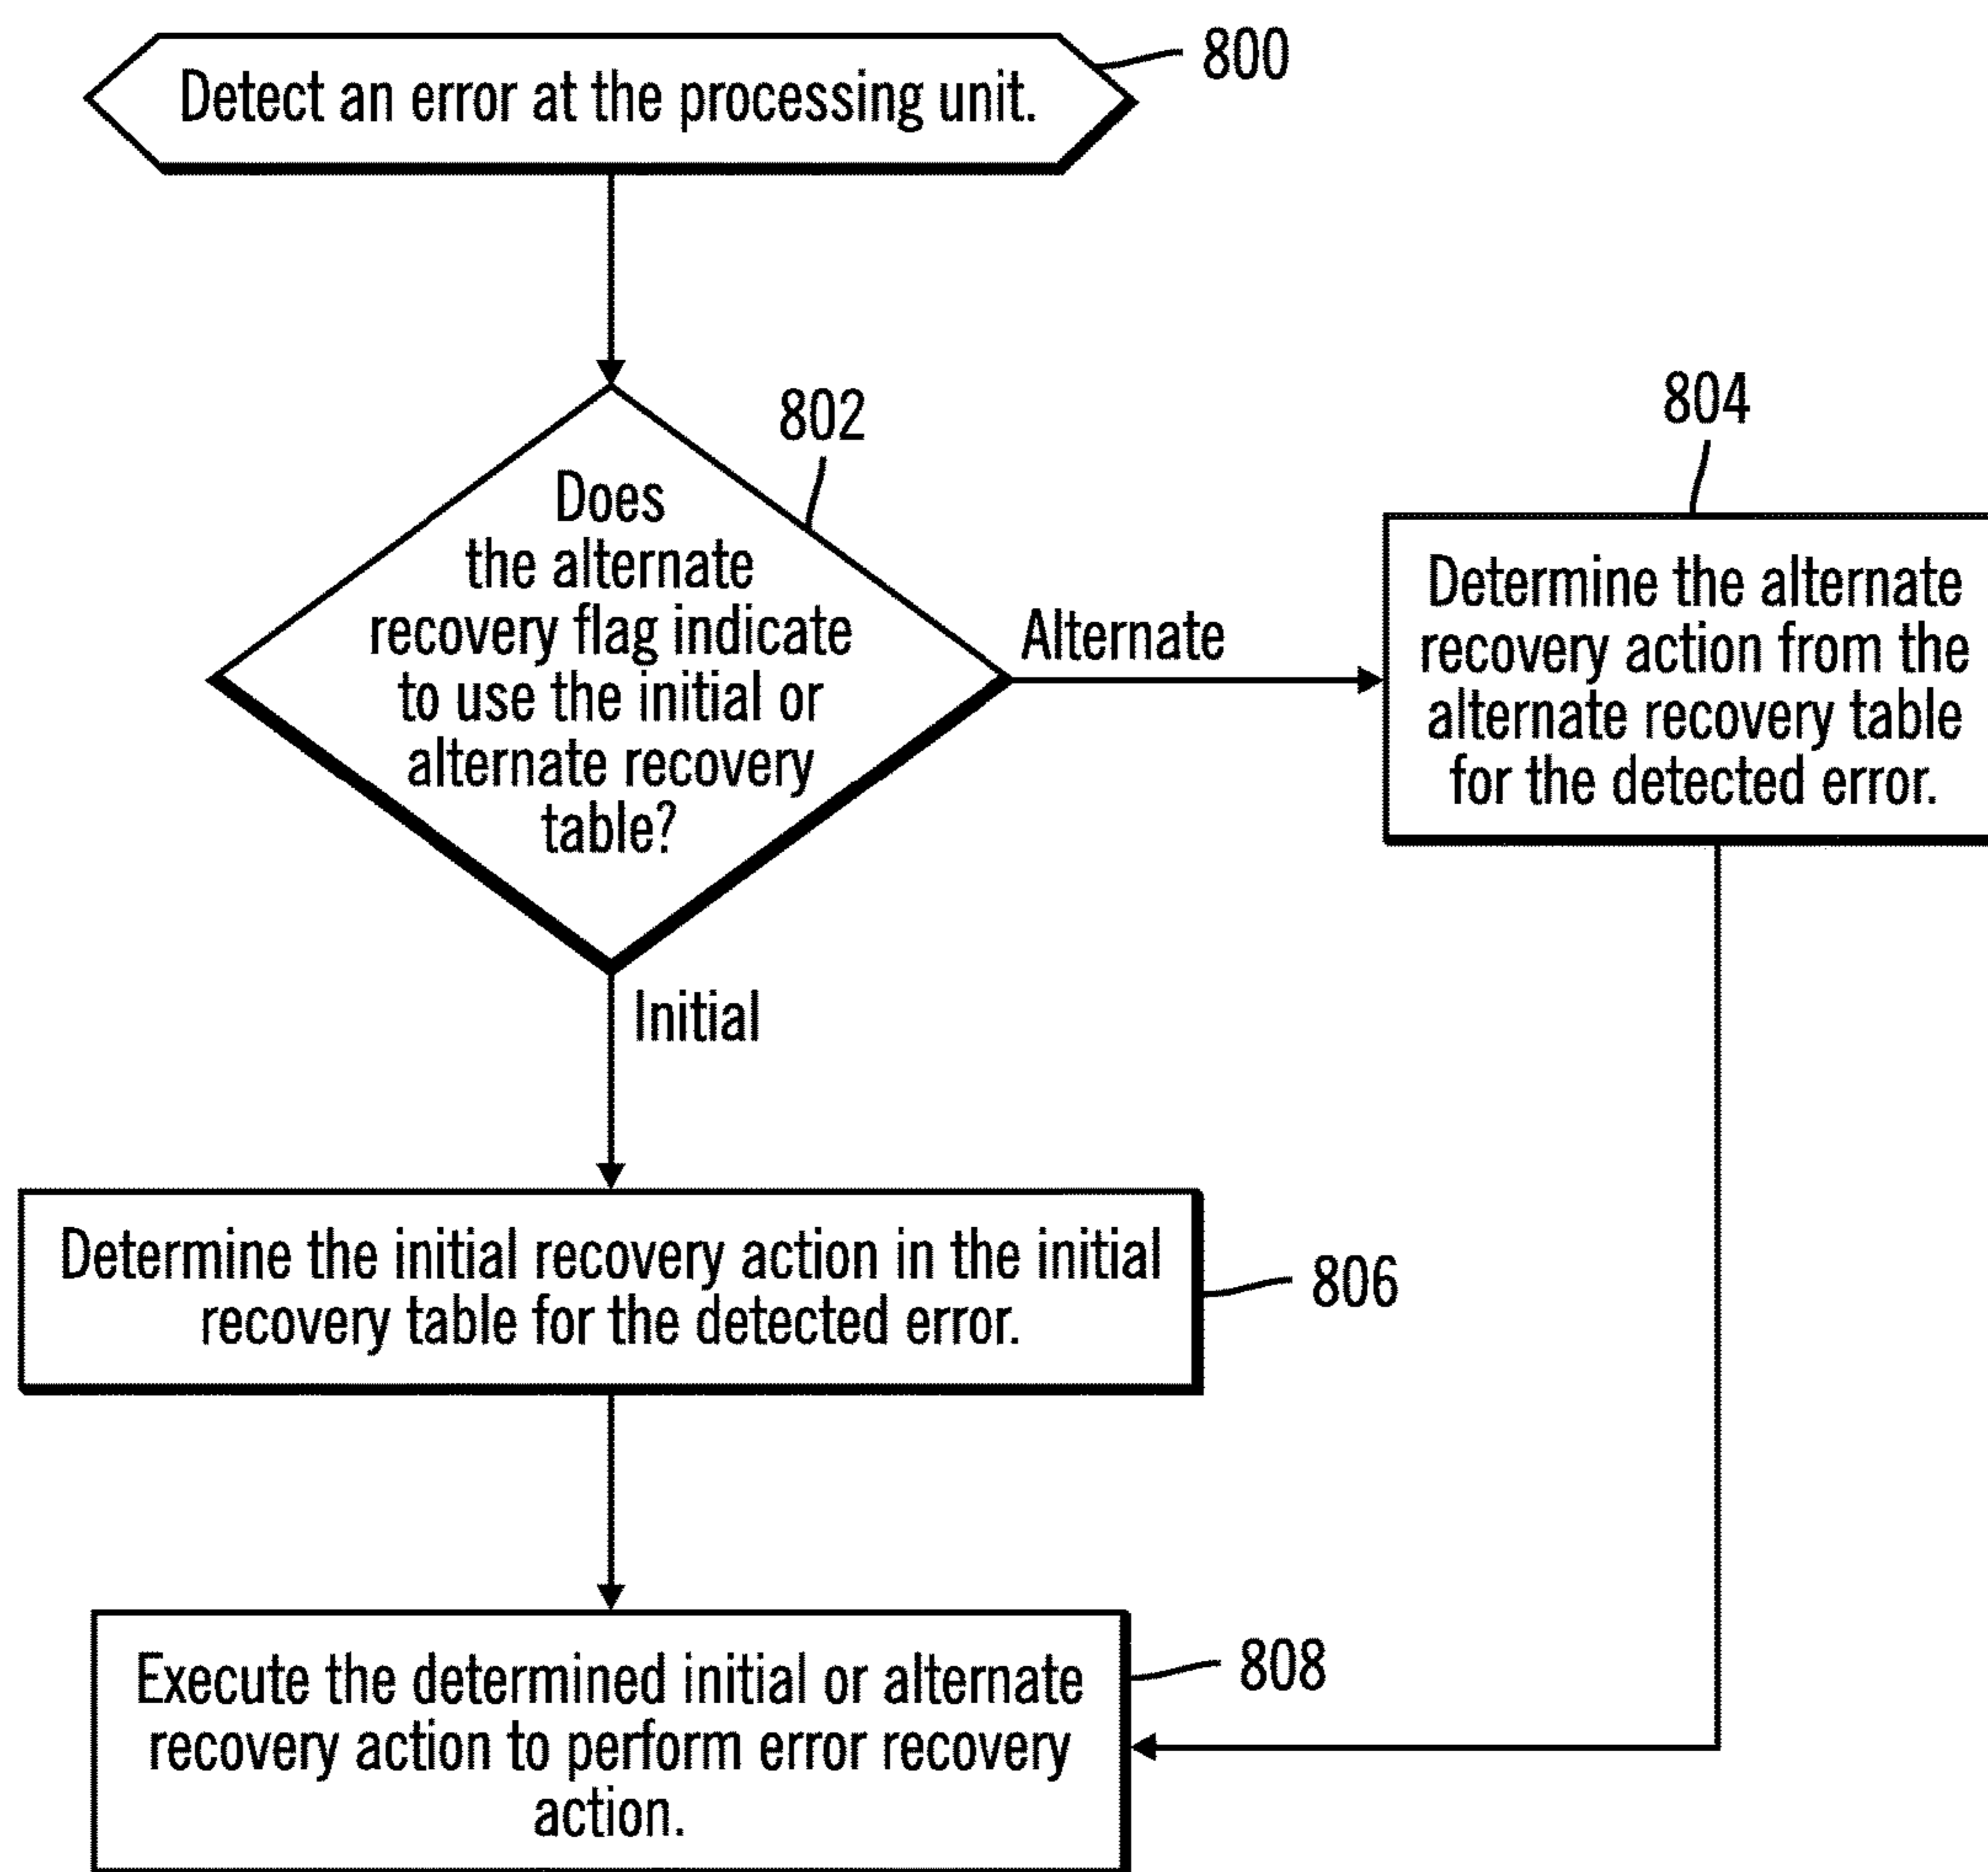 Detect an error at the processing unit.
800
802
Does
the alternate
recovery flag indicate
to use the initial or
alternate recovery
table?
Alternate
804
Determine the alternate
recovery action from the
alternate recovery table
for the detected error.
Initial
Determine the initial recovery action in the initial
recovery table for the detected error.
806
Execute the determined initial or alternate
recovery action to perform error recovery
action.
808